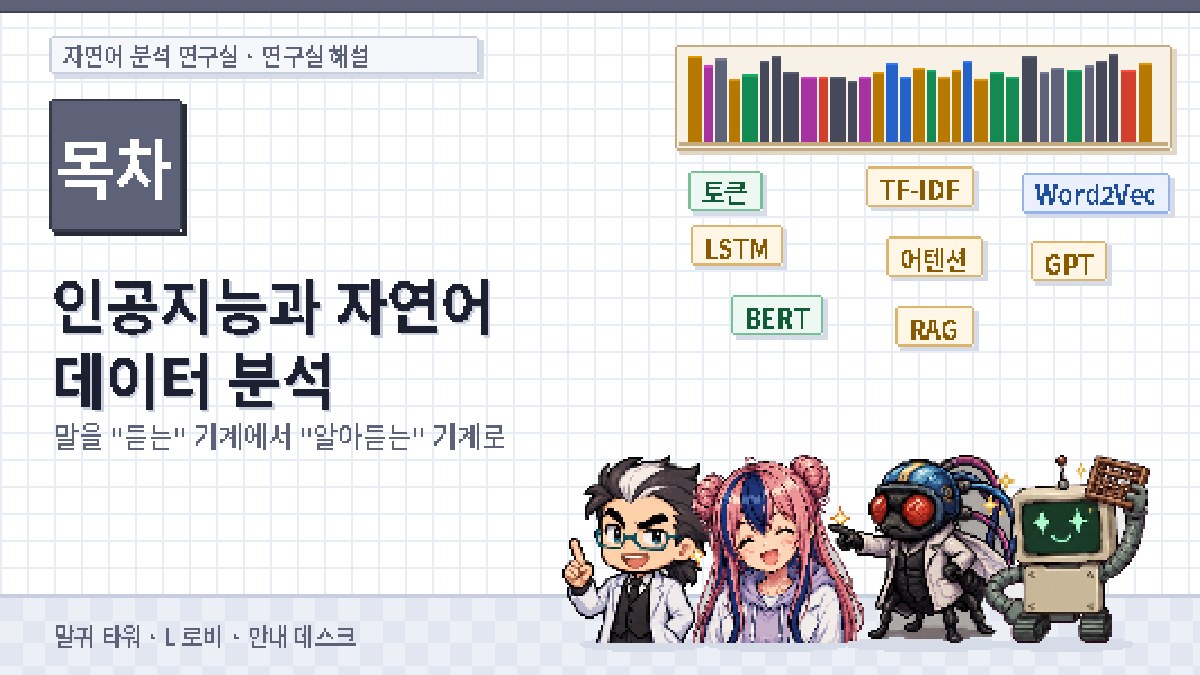 자연어 분석 연구실 · 연구실 해설
목차
인공지능과 자연어
데이터 분석
말을 "듣는" 기계에서 "알아듣는" 기계로
토큰
TF-IDF
Word2Vec
LSTM
어텐션
GPT
BERT
RAG
말귀 타워 · L 로비 · 안내 데스크